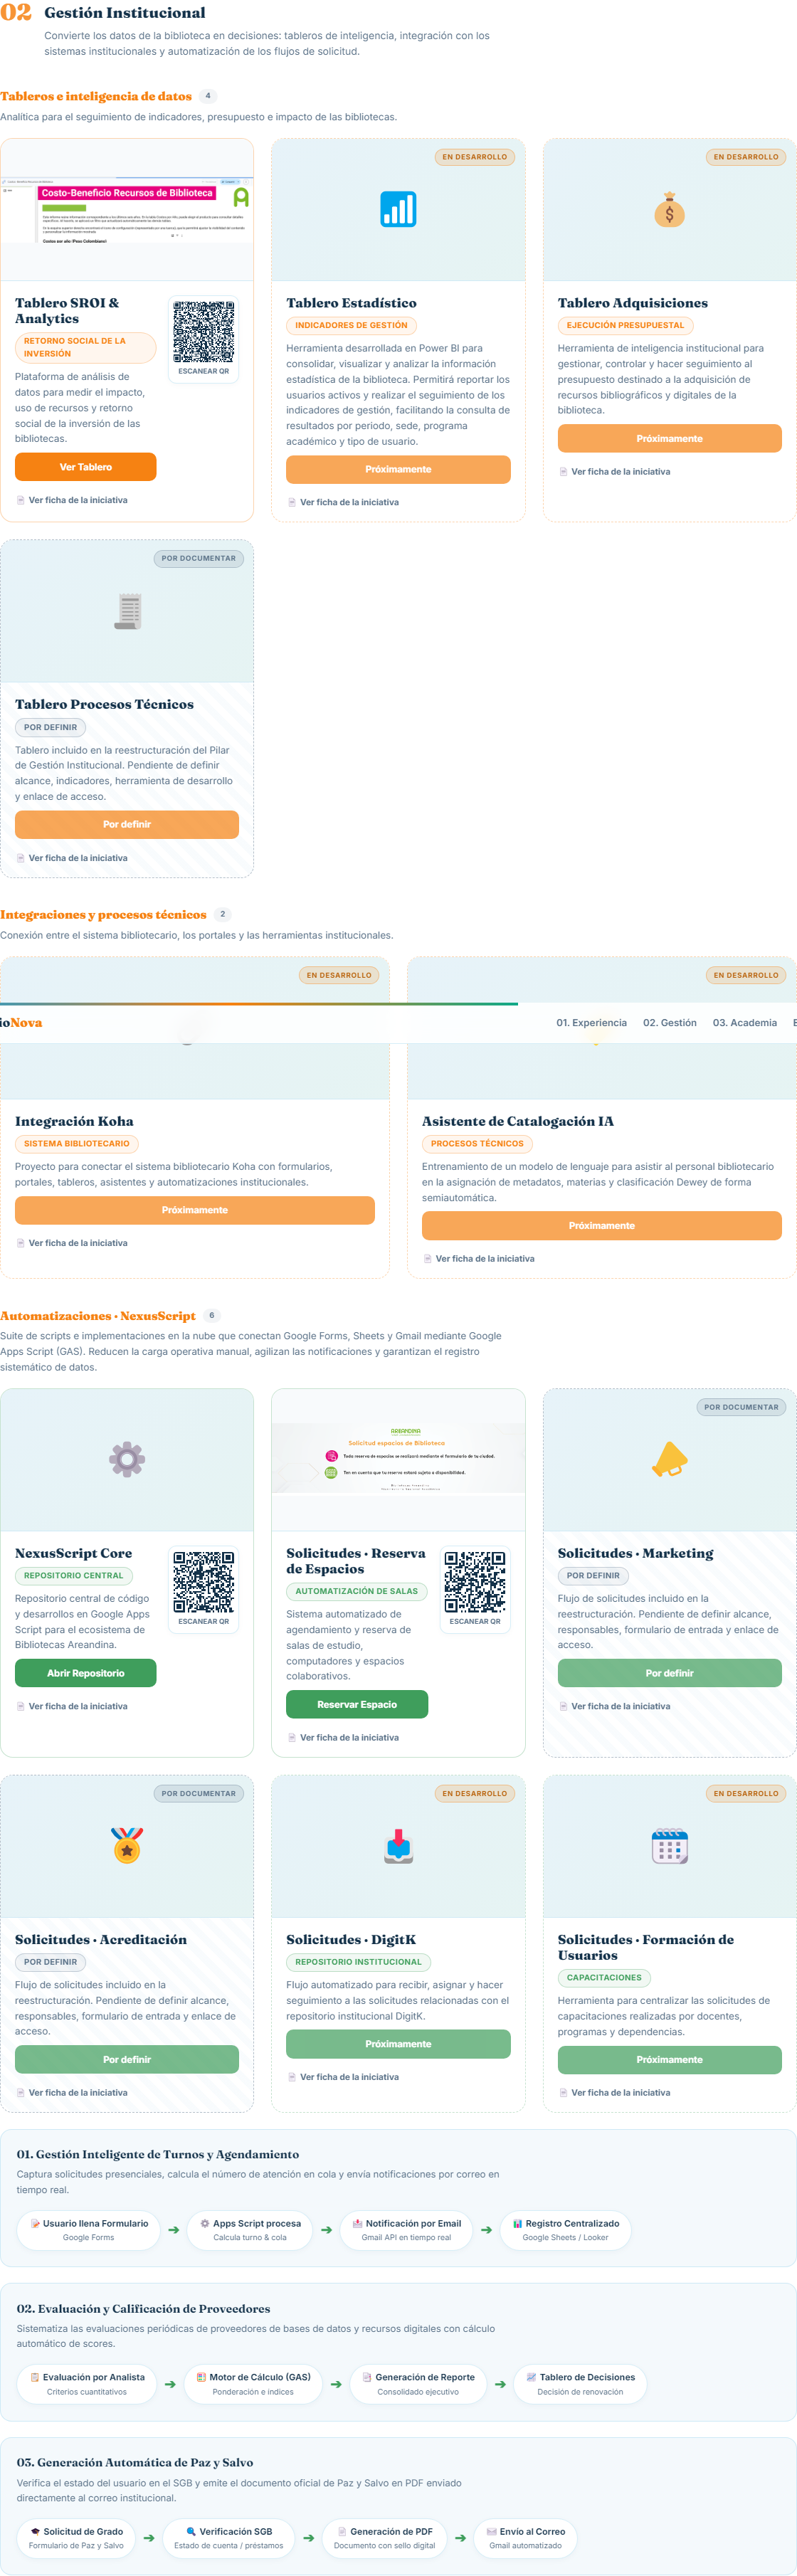 02 Gestión Institucional
Convierte los datos de la biblioteca en decisiones: tableros de inteligencia, integración con los
sistemas institucionales y automatización de los flujos de solicitud.
Tableros e inteligencia de datos 4
Analítica para el seguimiento de indicadores, presupuesto e impacto de las bibliotecas.
Costo-Beneficio Recursos de Biblioteca
Costos por año (Peso Colombiano)
Tablero SROI &
Analytics
RETORNO SOCIAL DE LA
INVERSIÓN
Plataforma de análisis de
datos para medir el impacto,
uso de recursos y retorno
social de la inversión de las
bibliotecas.
Ver Tablero
Ver ficha de la iniciativa
ESCANEAR QR
EN DESARROLLO
Tablero Estadístico
INDICADORES DE GESTIÓN
Herramienta desarrollada en Power BI para
consolidar, visualizar y analizar la información
estadística de la biblioteca. Permitirá reportar los
usuarios activos y realizar el seguimiento de los
indicadores de gestión, facilitando la consulta de
resultados por periodo, sede, programa
académico y tipo de usuario.
Próximamente
Ver ficha de la iniciativa
EN DESARROLLO
Tablero Adquisiciones
EJECUCIÓN PRESUPUESTAL
Herramienta de inteligencia institucional para
gestionar, controlar y hacer seguimiento al
presupuesto destinado a la adquisición de
recursos bibliográficos y digitales de la
biblioteca.
Próximamente
Ver ficha de la iniciativa
POR DOCUMENTAR
Tablero Procesos Técnicos
POR DEFINIR
Tablero incluido en la reestructuración del Pilar
de Gestión Institucional. Pendiente de definir
alcance, indicadores, herramienta de desarrollo
y enlace de acceso.
Por definir
Ver ficha de la iniciativa
Integraciones y procesos técnicos 2
Conexión entre el sistema bibliotecario, los portales y las herramientas institucionales.
EN DESARROLLO
EN DESARROLLO
ioNova 01. Experiencia 02. Gestión 03. Academia E
Integración Koha
SISTEMA BIBLIOTECARIO
Proyecto para conectar el sistema bibliotecario Koha con formularios,
portales, tableros, asistentes y automatizaciones institucionales.
Próximamente
Ver ficha de la iniciativa
Asistente de Catalogación IA
PROCESOS TÉCNICOS
Entrenamiento de un modelo de lenguaje para asistir al personal bibliotecario
en la asignación de metadatos, materias y clasificación Dewey de forma
semiautomática.
Próximamente
Ver ficha de la iniciativa
Automatizaciones · NexusScript 6
Suite de scripts e implementaciones en la nube que conectan Google Forms, Sheets y Gmail mediante Google
Apps Script (GAS). Reducen la carga operativa manual, agilizan las notificaciones y garantizan el registro
sistemático de datos.
NexusScript Core
REPOSITORIO CENTRAL
Repositorio central de código
y desarrollos en Google Apps
Script para el ecosistema de
Bibliotecas Areandina.
Abrir Repositorio
Ver ficha de la iniciativa
ESCANEAR QR
AREANDINA
Solicitud espacios de Biblioteca
Toda reserva de espacios se realizará mediante el formulario de tu ciudad.
Ten en cuenta que tu reserva estará sujeta a disponibilidad.
Solicitudes · Reserva
de Espacios
AUTOMATIZACIÓN DE SALAS
Sistema automatizado de
agendamiento y reserva de
salas de estudio,
computadores y espacios
colaborativos.
Reservar Espacio
Ver ficha de la iniciativa
ESCANEAR QR
POR DOCUMENTAR
Solicitudes · Marketing
POR DEFINIR
Flujo de solicitudes incluido en la
reestructuración. Pendiente de definir alcance,
responsables, formulario de entrada y enlace de
acceso.
Por definir
Ver ficha de la iniciativa
POR DOCUMENTAR
Solicitudes · Acreditación
POR DEFINIR
Flujo de solicitudes incluido en la
reestructuración. Pendiente de definir alcance,
responsables, formulario de entrada y enlace de
acceso.
Por definir
Ver ficha de la iniciativa
EN DESARROLLO
Solicitudes · DigitK
REPOSITORIO INSTITUCIONAL
Flujo automatizado para recibir, asignar y hacer
seguimiento a las solicitudes relacionadas con el
repositorio institucional DigitK.
Próximamente
Ver ficha de la iniciativa
EN DESARROLLO
Solicitudes · Formación de
Usuarios
CAPACITACIONES
Herramienta para centralizar las solicitudes de
capacitaciones realizadas por docentes,
programas y dependencias.
Próximamente
Ver ficha de la iniciativa
01. Gestión Inteligente de Turnos y Agendamiento
Captura solicitudes presenciales, calcula el número de atención en cola y envía notificaciones por correo en
tiempo real.
Usuario llena Formulario
Google Forms
➔
Apps Script procesa
Calcula turno & cola
➔
Notificación por Email
Gmail API en tiempo real
➔
Registro Centralizado
Google Sheets / Looker
02. Evaluación y Calificación de Proveedores
Sistematiza las evaluaciones periódicas de proveedores de bases de datos y recursos digitales con cálculo
automático de scores.
Evaluación por Analista
Criterios cuantitativos
➔
Motor de Cálculo (GAS)
Ponderación e índices
➔
Generación de Reporte
Consolidado ejecutivo
➔
Tablero de Decisiones
Decisión de renovación
03. Generación Automática de Paz y Salvo
Verifica el estado del usuario en el SGB y emite el documento oficial de Paz y Salvo en PDF enviado
directamente al correo institucional.
Solicitud de Grado
Formulario de Paz y Salvo
➔
Verificación SGB
Estado de cuenta / préstamos
➔
Generación de PDF
Documento con sello digital
➔
Envío al Correo
Gmail automatizado